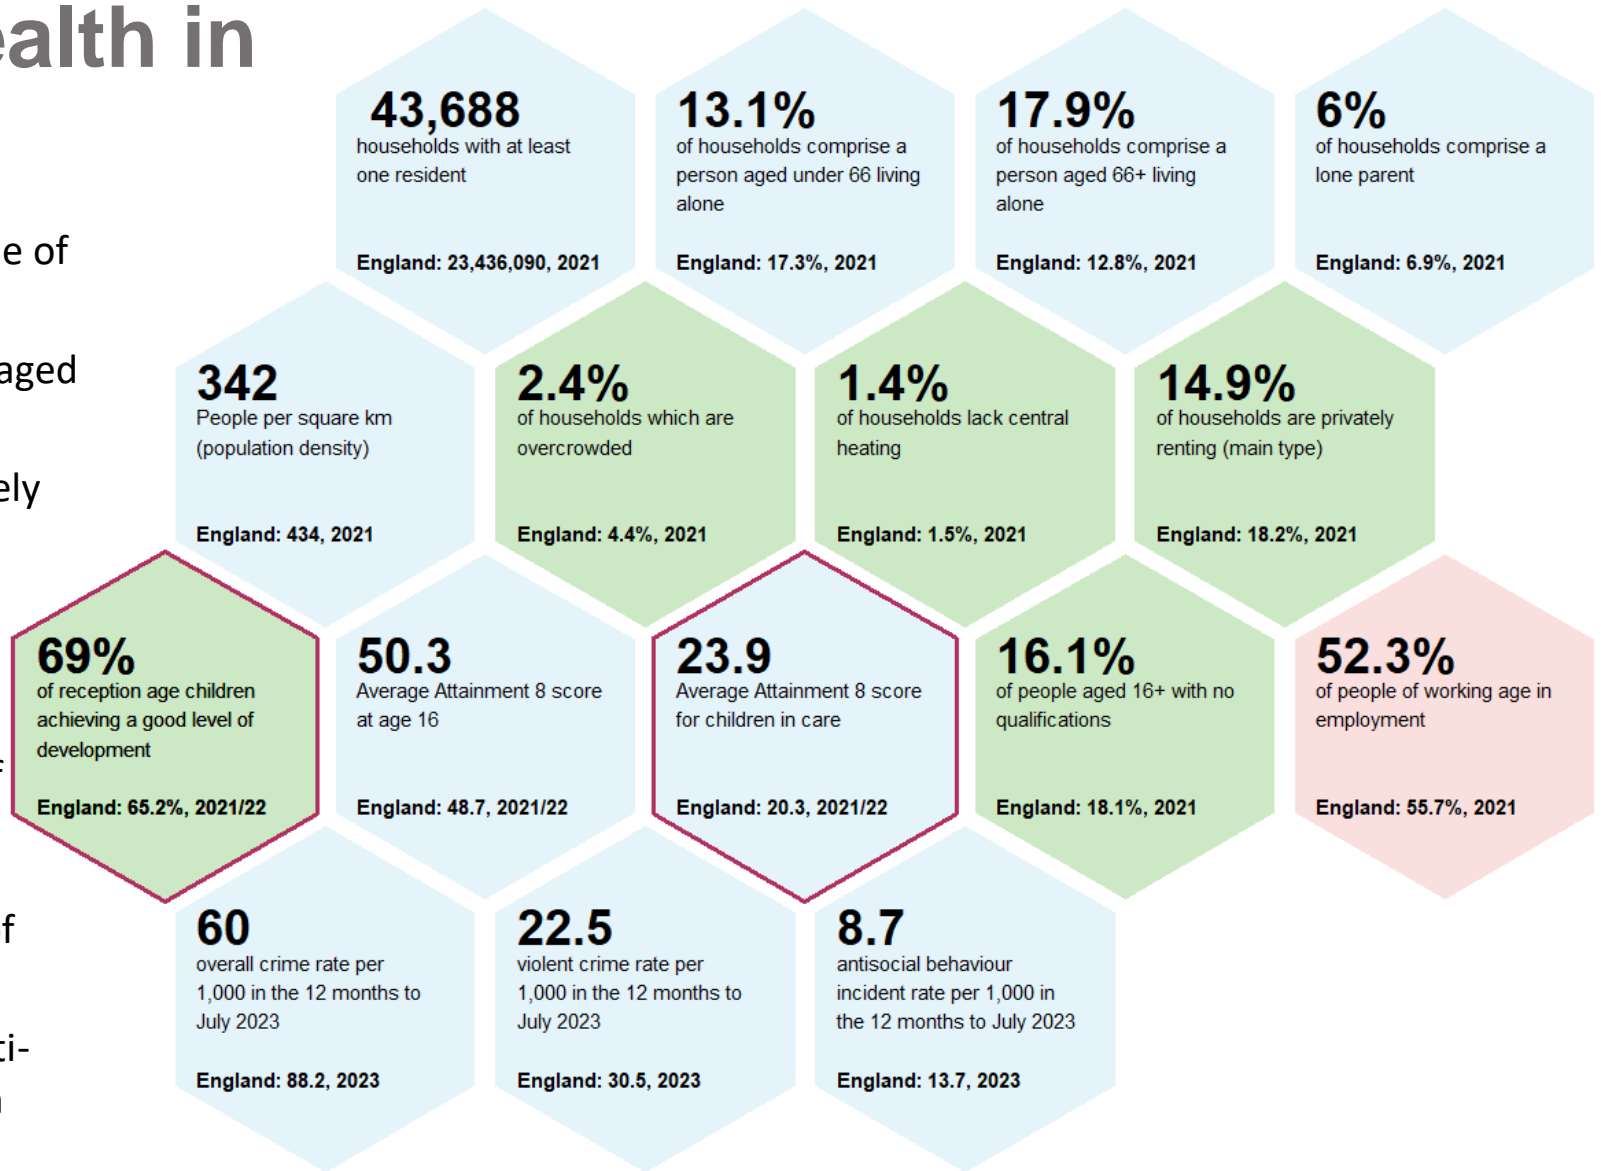 ealth in
e of
aged
ely
f
of
ti-
43,688
households with at least
one resident
England: 23,436,090, 2021
13.1%
of households comprise a
person aged under 66 living
alone
England: 17.3%, 2021
17.9%
of households comprise a
person aged 66+ living
alone
England: 12.8%, 2021
6%
of households comprise a
lone parent
England: 6.9%, 2021
342
People per square km
(population density)
England: 434, 2021
2.4%
of households which are
overcrowded
England: 4.4%, 2021
1.4%
of households lack central
heating
England: 1.5%, 2021
14.9%
of households are privately
renting (main type)
England: 18.2%, 2021
69%
of reception age children
achieving a good level of
development
England: 65.2%, 2021/22
50.3
Average Attainment 8 score
at age 16
England: 48.7, 2021/22
23.9
Average Attainment 8 score
for children in care
England: 20.3, 2021/22
16.1%
of people aged 16+ with no
qualifications
England: 18.1%, 2021
52.3%
of people of working age in
employment
England: 55.7%, 2021
60
overall crime rate per
1,000 in the 12 months to
July 2023
England: 88.2, 2023
22.5
violent crime rate per
1,000 in the 12 months to
July 2023
England: 30.5, 2023
8.7
antisocial behaviour
incident rate per 1,000 in
the 12 months to July 2023
England: 13.7, 2023